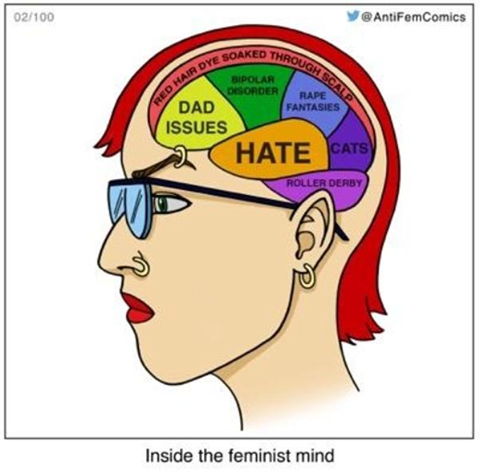 02/100
@AntiFemComics
RED HAIR DYE SOAKED THROUGH SCALP
BIPOLAR
DISORDER
RAPE
FANTASIES
DAD
ISSUES
HATE
CATS
ROLLER DERBY
Inside the feminist mind